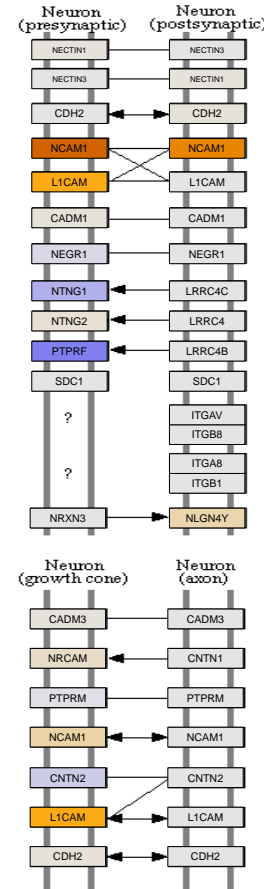 Neuron Neuron
(presynaptic) (postsynaptic)
NECTIN1 NECTIN3
NECTIN3 NECTIN1
CDH2 CDH2
NCAM1 NCAM1
L1CAM L1CAM
CADM1 CADM1
NEGR1 NEGR1
NTNG1 LRRC4C
NTNG2 LRRC4
PTPRF LRRC4B
SDC1 SDC1
? ITGAV
ITGB8
? ITGA8
ITGB1
NRXN3 NLGN4Y
Neuron Neuron
(growth cone) (axon)
CADM3 CADM3
NRCAM CNTN1
PTPRM PTPRM
NCAM1 NCAM1
CNTN2 CNTN2
L1CAM L1CAM
CDH2 CDH2